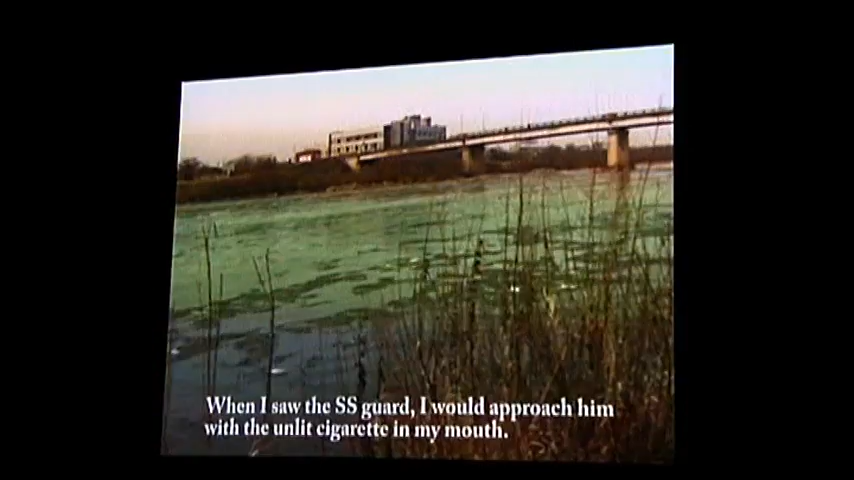 When I saw the SS guard, I would approach him
with the unlit cigarette in my mouth.